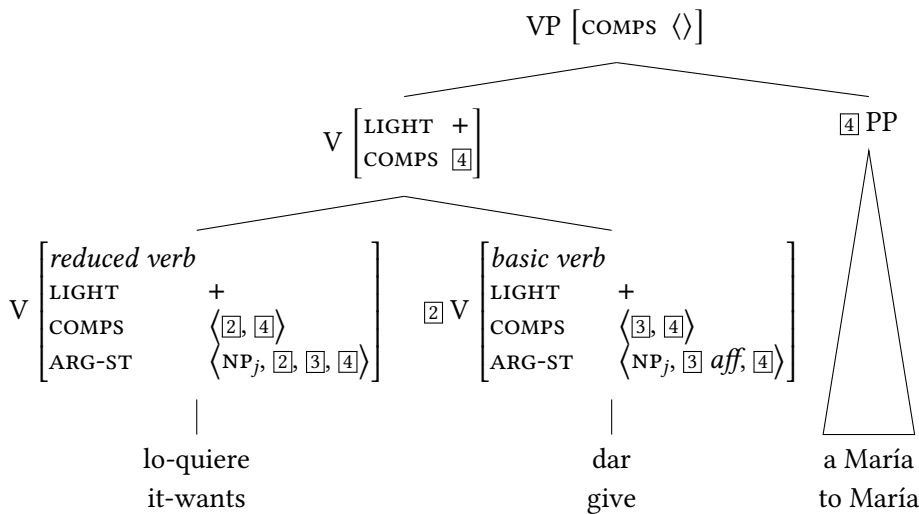 VP [COMPS ⟨⟩]
V [LIGHT +
COMPS 4]
4 PP
V [reduced verb
LIGHT +
COMPS ⟨2, 4⟩
ARG-ST ⟨NPj, 2, 3, 4⟩]
2 V [basic verb
LIGHT +
COMPS ⟨3, 4⟩
ARG-ST ⟨NPj, 3 aff, 4⟩]
lo-quiere dar a María
it-wants give to María